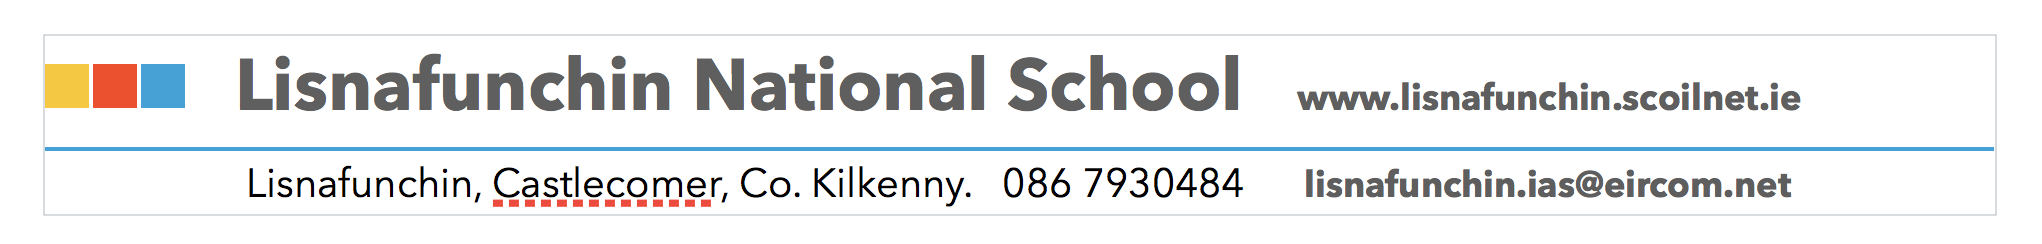 Lisnafunchin National School www.lisnafunchin.scoilnet.ie
Lisnafunchin, Castlecomer, Co. Kilkenny. 086 7930484 lisnafunchin.ias@eircom.net